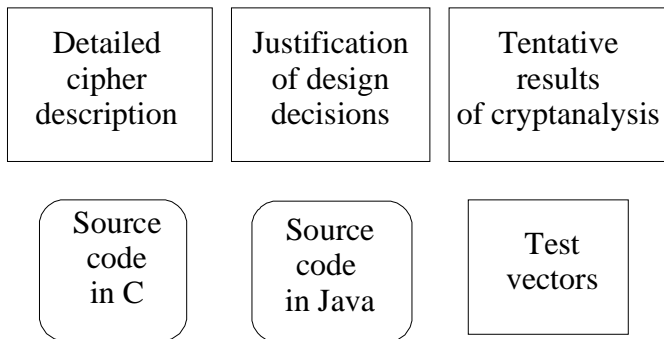 Detailed
cipher
description
Justification
of design
decisions
Tentative
results
of cryptanalysis
Source
code
in C
Source
code
in Java
Test
vectors